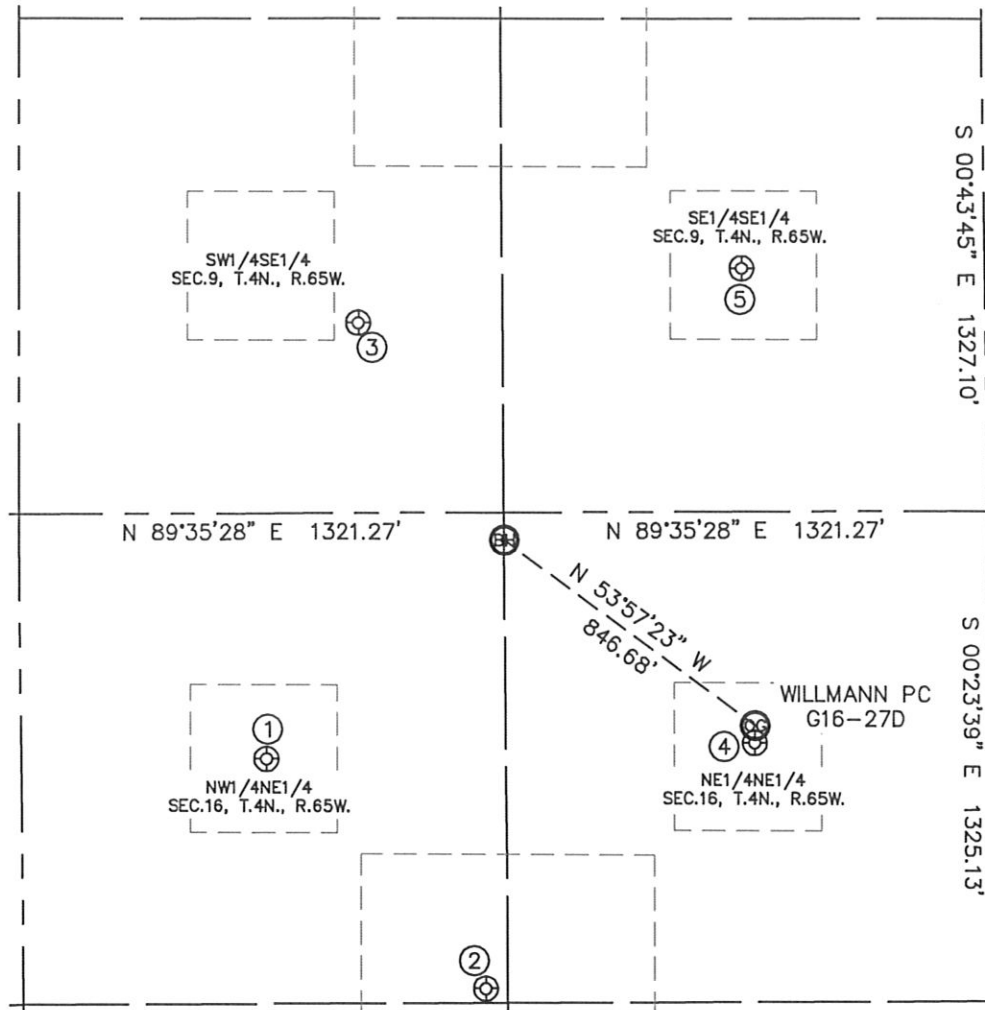 SE1/4SE1/4
SEC.9, T.4N., R.65W.
5
SW1/4SE1/4
SEC.9, T.4N., R.65W.
3
S 00°43'45" E 1327.10'
N 89°35'28" E 1321.27'
N 89°35'28" E 1321.27'
BH
N 53°57'23" W
846.68'
WILLMANN PC
G16-27D
OG
4
NE1/4NE1/4
SEC.16, T.4N., R.65W.
1
NW1/4NE1/4
SEC.16, T.4N., R.65W.
S 00°23'39" E 1325.13'
2